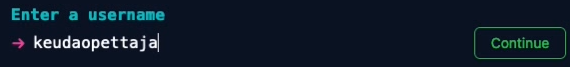 Enter a username
→ keudaopettaja
Continue